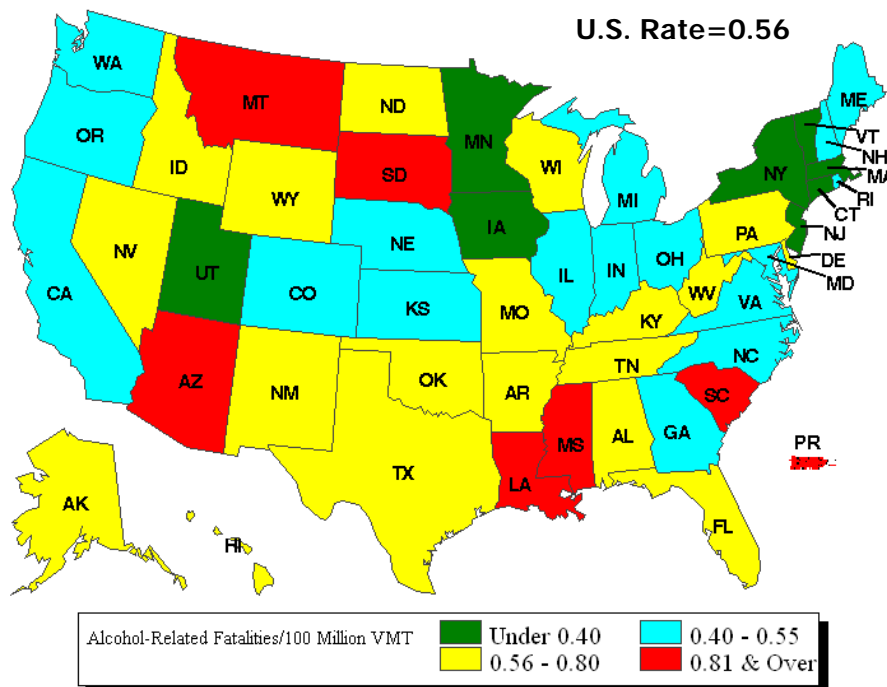 U.S. Rate=0.56
WA
MT
ND
MN
ME
VT
OR
ID
SD
WI
NH
MA
NY
MI
RI
WY
CT
IA
NJ
PA
NE
NV
OH
DE
IL
IN
UT
MD
CA
CO
WV
VA
KS
MO
KY
NC
TN
AZ
OK
NM
AR
SC
GA
MS
AL
PR
TX
LA
AK
FL
HI
Alcohol-Related Fatalities/100 Million VMT
Under 0.40
0.40 - 0.55
0.56 - 0.80
0.81 & Over